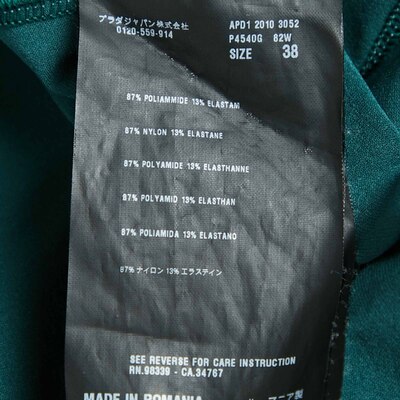 プラダジャパン株式会社
0120-559-914
APD1 2010 3052
P4540G 82W
SIZE 38
87% POLIAMMIDE 13% ELASTAM
87% NYLON 13% ELASTANE
87% POLYAMIDE 13% ELASTHANNE
87% POLYAMID 13% ELASTHAN
87% POLIAMIDA 13% ELASTANO
87% ナイロン 13% エラステイン
SEE REVERSE FOR CARE INSTRUCTION
RN.98339 - CA.34767
MADE IN ROMANIA